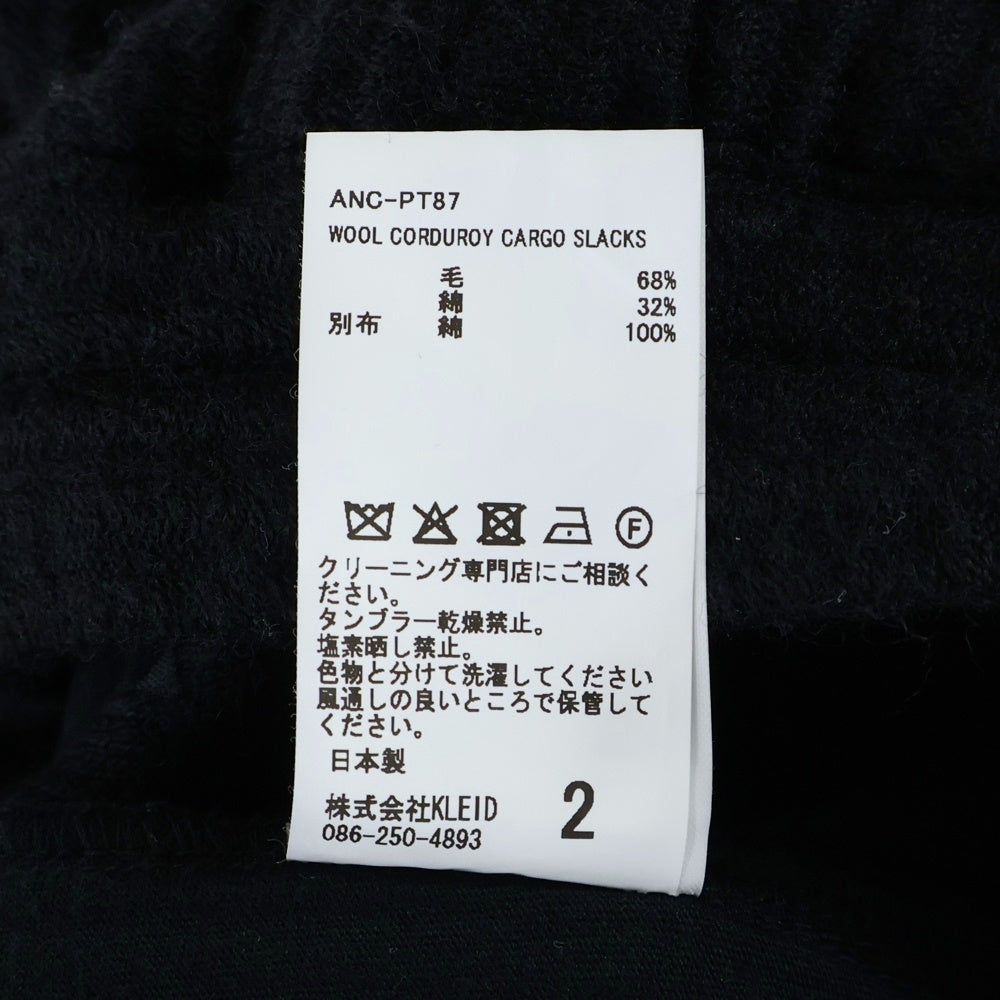 ANC-PT87
WOOL CORDUROY CARGO SLACKS
毛 68%
綿 32%
別布 綿 100%
F
クリーニング専門店にご相談く
ださい。
タンブラー乾燥禁止。
塩素晒し禁止。
色物と分けて洗濯してください
風通しの良いところで保管して
ください。
日本製
株式会社KLEID 2
086-250-4893